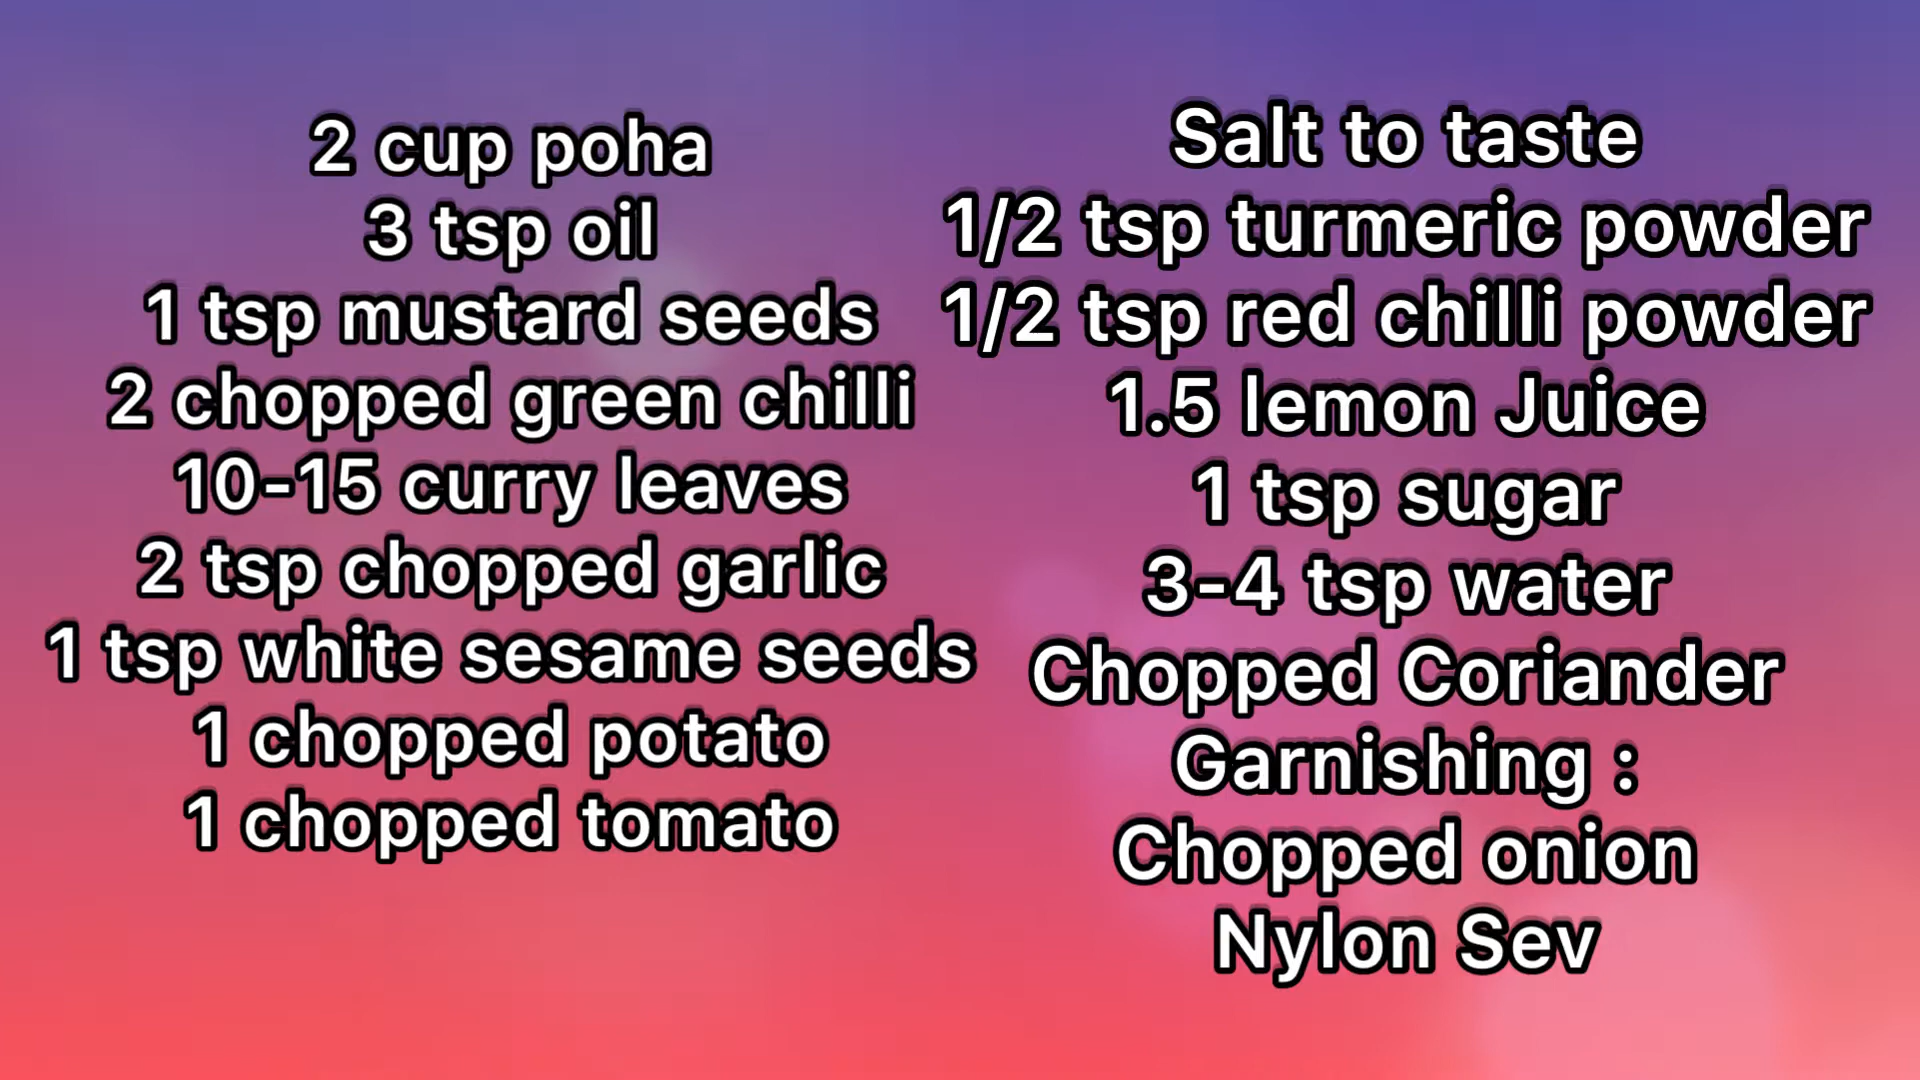 2 cup poha
3 tsp oil
1 tsp mustard seeds
2 chopped green chilli
10-15 curry leaves
2 tsp chopped garlic
1 tsp white sesame seeds
1 chopped potato
1 chopped tomato
Salt to taste
1/2 tsp turmeric powder
1/2 tsp red chilli powder
1.5 lemon Juice
1 tsp sugar
3-4 tsp water
Chopped Coriander
Garnishing :
Chopped onion
Nylon Sev